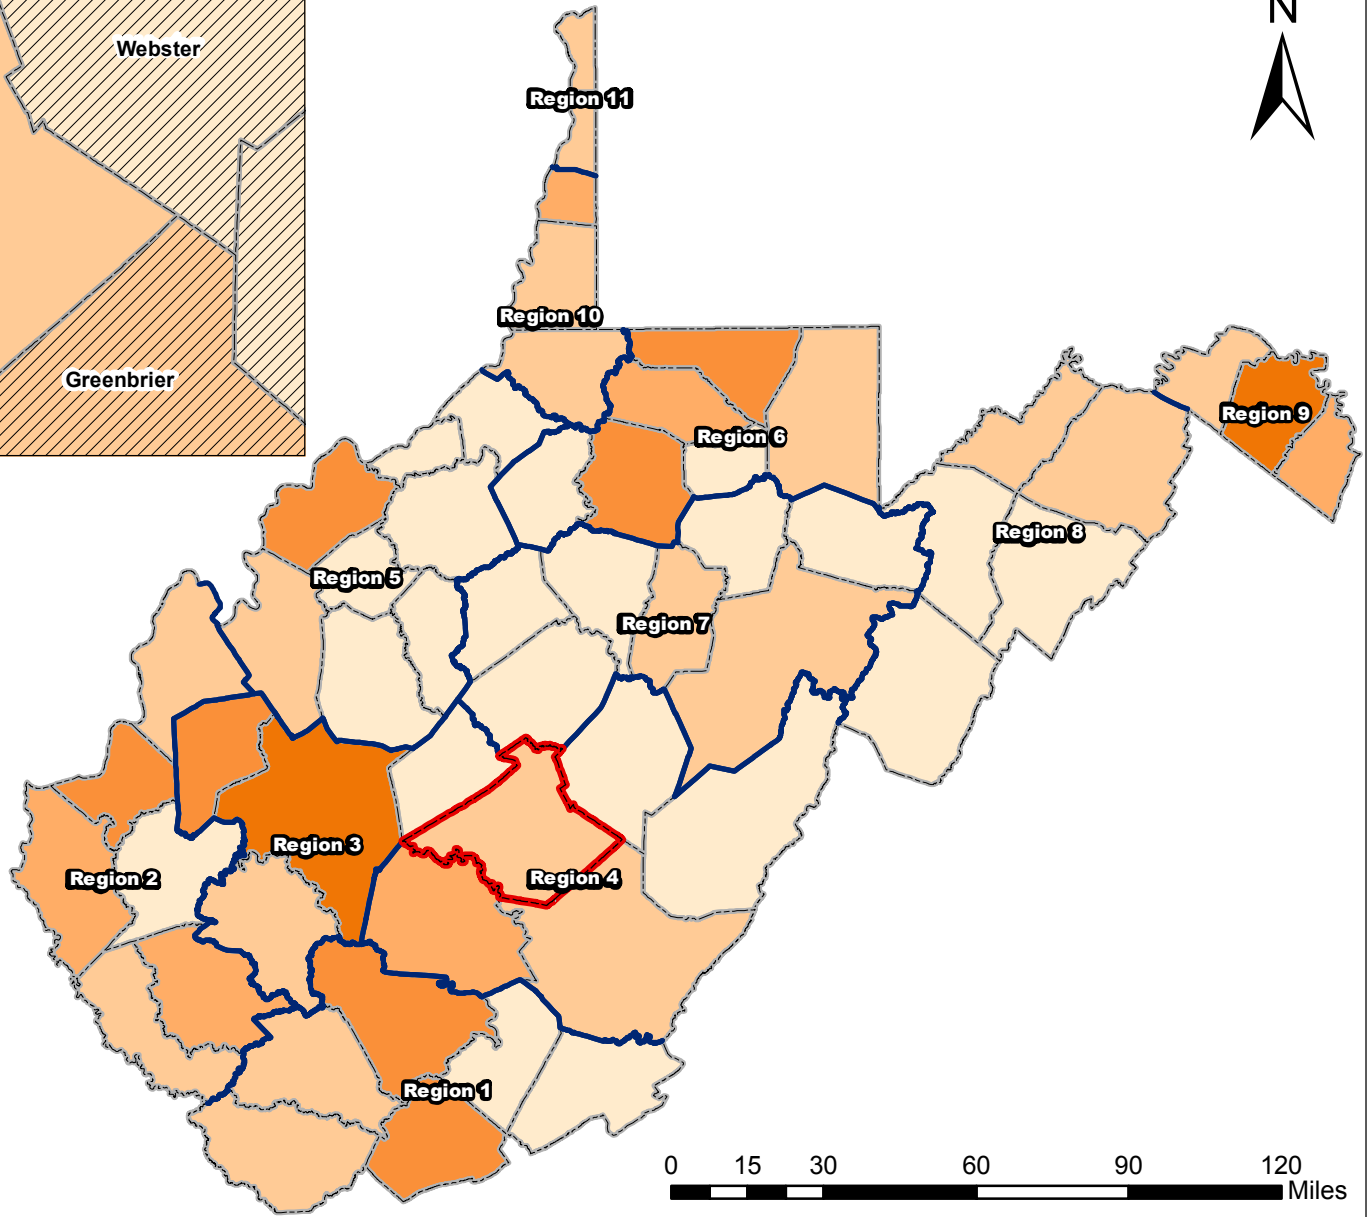 N
Webster
Region 11
Region 10
Greenbrier
Region 9
Region 6
Region 8
Region 5
Region 7
Region 3
Region 2
Region 4
Region 1
0 15 30 60 90 120
Miles